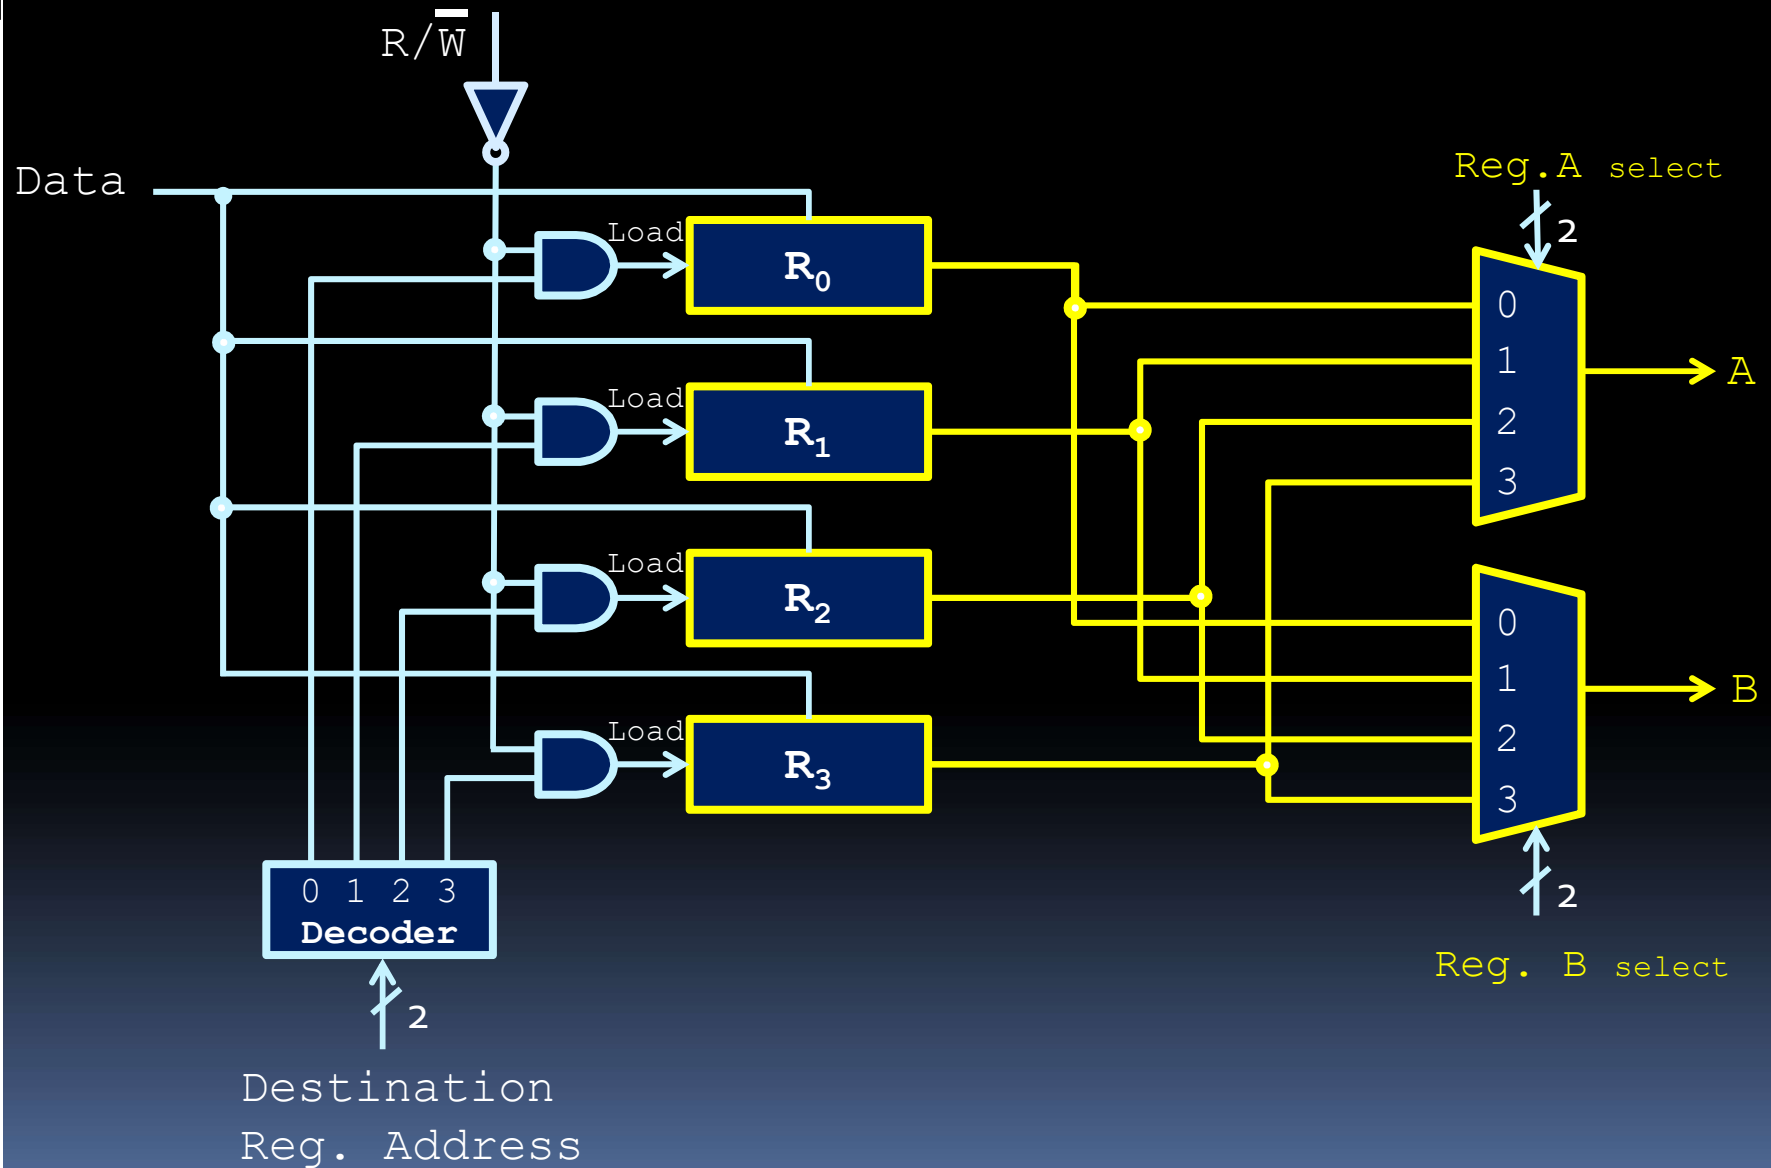 R/W̅
Data
Reg.A select
2
Load
R₀
0
1
2
3
A
Load
R₁
Load
R₂
0
1
2
3
B
Load
R₃
0 1 2 3
Decoder
2
Reg. B select
2
Destination
Reg. Address